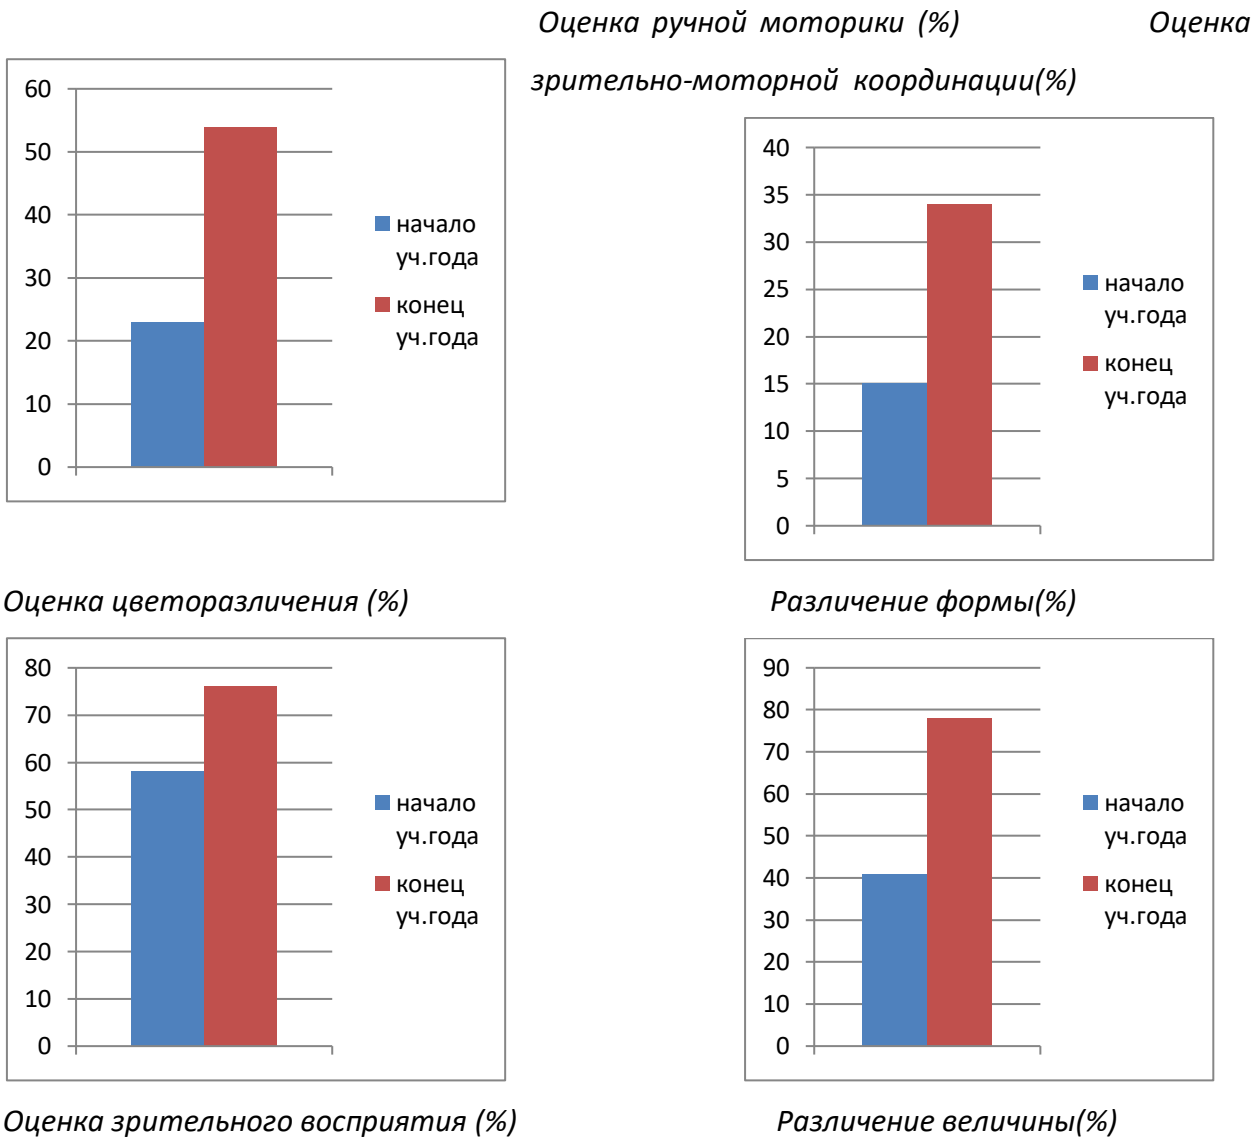 Оценка ручной моторики (%) Оценка
зрительно-моторной координации(%)
60
50
40
30
20
10
0
начало
уч.года
конец
уч.года
40
35
30
25
20
15
10
5
0
начало
уч.года
конец
уч.года
Оценка цветоразличения (%) Различение формы(%)
80
70
60
50
40
30
20
10
0
начало
уч.года
конец
уч.года
90
80
70
60
50
40
30
20
10
0
начало
уч.года
конец
уч.года
Оценка зрительного восприятия (%) Различение величины(%)